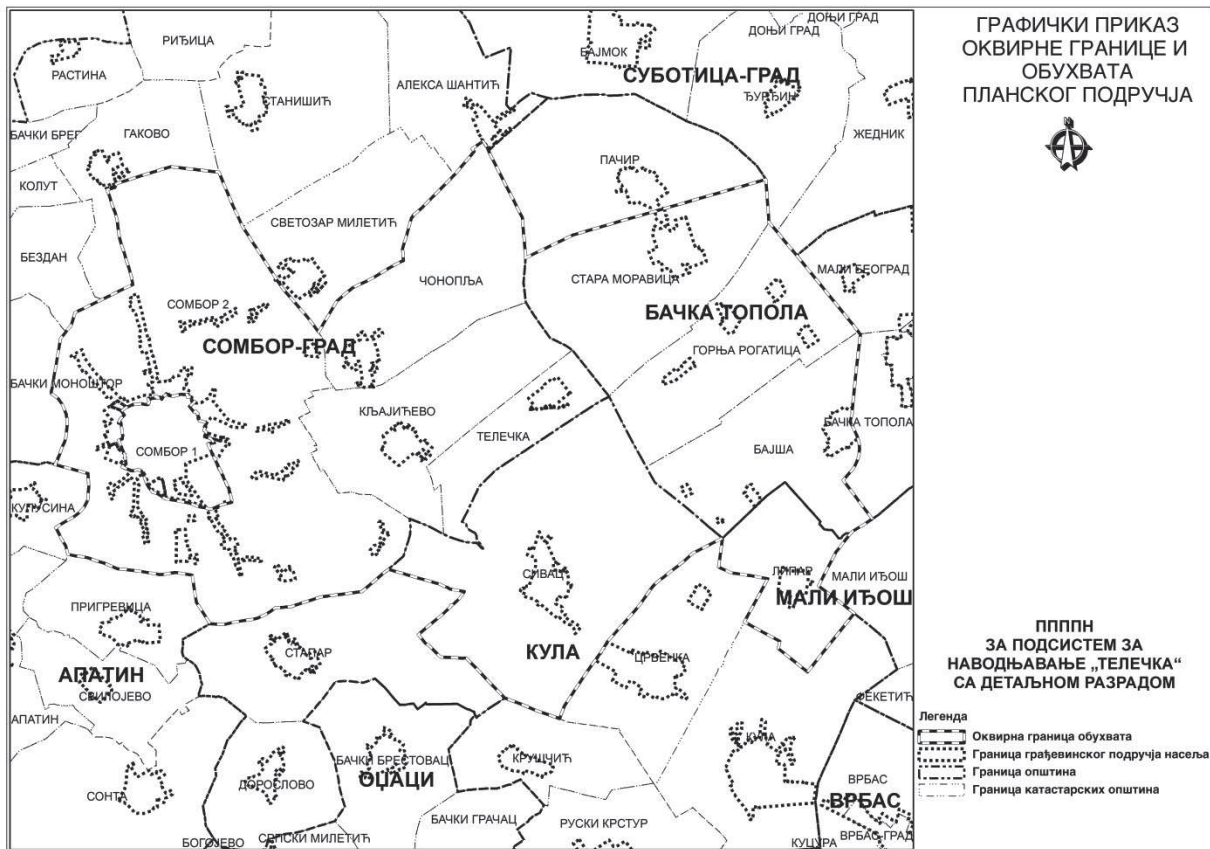 ГРАФИЧКИ ПРИКАЗ
ОКВИРНЕ ГРАНИЦЕ И
ОБУХВАТА
ПЛАНСКОГ ПОДРУЧЈА
ДОЊИ ГРАД
ДОЊИ ГРАД
РИЂИЦА
БАЈМОК
РАСТИНА
СУБОТИЦА-ГРАД
АЛЕКСА ШАНТИЋ
ЂУРЂИН
СТАНИШИЋ
БАЧКИ БРЕГ
ГАКОВО
ЖЕДНИК
ПАЧИР
КОЛУТ
СВЕТОЗАР МИЛЕТИЋ
БЕЗДАН
МАЛИ БЕОГРАД
СТАРА МОРАВИЦА
ЧОНОПЉА
СОМБОР 2
БАЧКА ТОПОЛА
СОМБОР-ГРАД
ГОРЊА РОГАТИЦА
БАЧКИ МОНОШТОР
КЉАЈИЋЕВО
БАЧКА ТОПОЛА
ТЕЛЕЧКА
СОМБОР 1
БАЈША
КУПУСИНА
СИВАЦ
ЛИПАР
МАЛИ ИЂОШ
МАЛИ ИЂОШ
ПРИГРЕВИЦА
СТАПАР
КУЛА
ЦРВЕНКА
АПАТИН
СВИЛОЈЕВО
ФЕКЕТИЋ
АПАТИН
КУЛА
БАЧКИ БРЕСТОВАЦ
КРУШЧИЋ
ОЏАЦИ
ВРБАС
ДОРОСЛОВО
СОНТА
ВРБАС
БАЧКИ ГРАЧАЦ
РУСКИ КРСТУР
ВРБАС-ГРАД
БОГОЈЕВО
СРПСКИ МИЛЕТИЋ
КУЦУРА
ПППППН
ЗА ПОДСИСТЕМ ЗА
НАВОДЊАВАЊЕ „ТЕЛЕЧКА“
СА ДЕТАЉНОМ РАЗРАДОМ
Легенда
Оквирна граница обухвата
Граница грађевинског подручја насеља
Граница општина
Граница катастарских општина